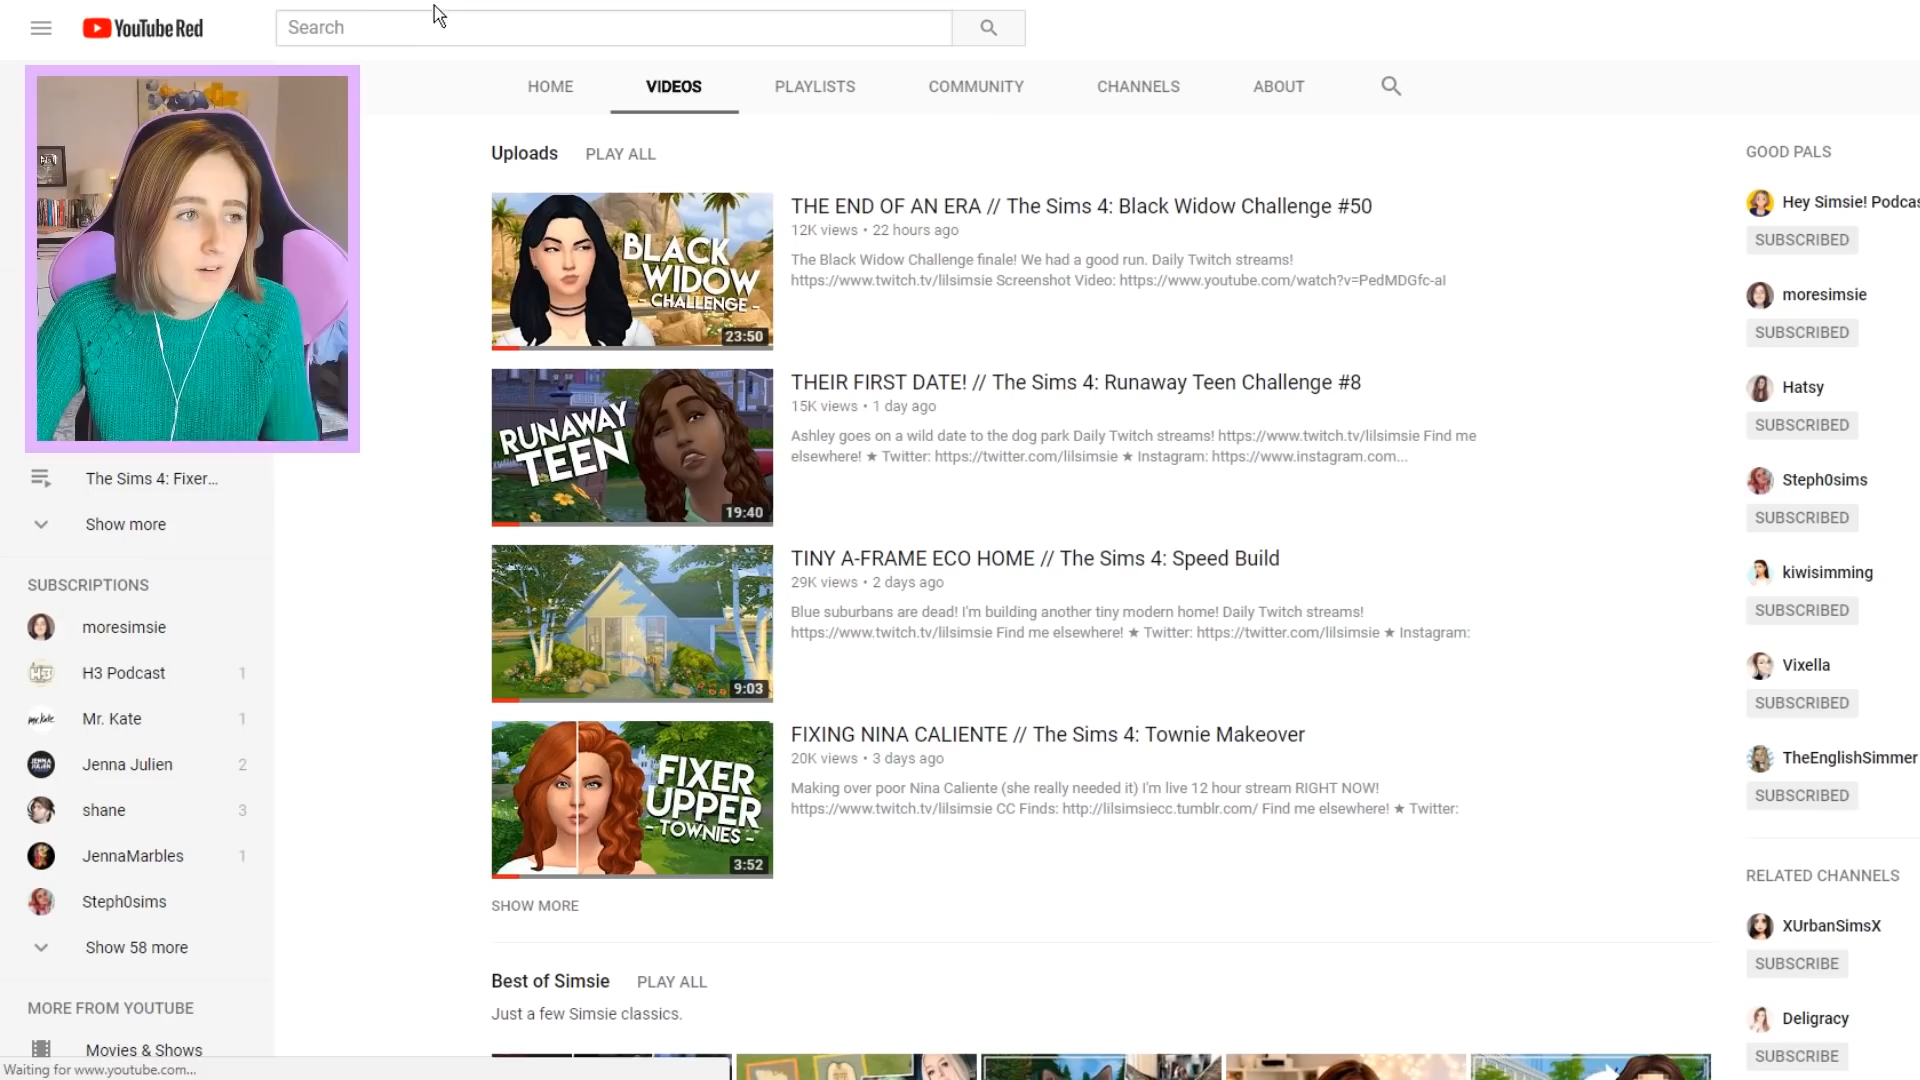 YouTube Red
Search
HOME
VIDEOS
PLAYLISTS
COMMUNITY
CHANNELS
ABOUT
The Sims 4: Fixer...
Show more
SUBSCRIPTIONS
moresimsie
H3 Podcast 1
Mr. Kate 1
Jenna Julien 2
shane 3
JennaMarbles 1
Steph0sims
Show 58 more
MORE FROM YOUTUBE
Movies & Shows
Waiting for www.youtube.com...
Uploads PLAY ALL
BLACK
WIDOW
- CHALLENGE -
23:50
THE END OF AN ERA // The Sims 4: Black Widow Challenge #50
12K views • 22 hours ago
The Black Widow Challenge finale! We had a good run. Daily Twitch streams!
https://www.twitch.tv/lilsimsie Screenshot Video: https://www.youtube.com/watch?v=PedMDGfc-aI
RUNAWAY
TEEN
19:40
THEIR FIRST DATE! // The Sims 4: Runaway Teen Challenge #8
15K views • 1 day ago
Ashley goes on a wild date to the dog park Daily Twitch streams! https://www.twitch.tv/lilsimsie Find me
elsewhere! ★ Twitter: https://twitter.com/lilsimsie ★ Instagram: https://www.instagram.com...
9:03
TINY A-FRAME ECO HOME // The Sims 4: Speed Build
29K views • 2 days ago
Blue suburbans are dead! I'm building another tiny modern home! Daily Twitch streams!
https://www.twitch.tv/lilsimsie Find me elsewhere! ★ Twitter: https://twitter.com/lilsimsie ★ Instagram:
FIXER
UPPER
- TOWNIES -
3:52
FIXING NINA CALIENTE // The Sims 4: Townie Makeover
20K views • 3 days ago
Making over poor Nina Caliente (she really needed it) I'm live 12 hour stream RIGHT NOW!
https://www.twitch.tv/lilsimsie CC Finds: http://lilsimsiecc.tumblr.com/ Find me elsewhere! ★ Twitter:
SHOW MORE
Best of Simsie PLAY ALL
Just a few Simsie classics.
GOOD PALS
Hey Simsie! Podcas
SUBSCRIBED
moresimsie
SUBSCRIBED
Hatsy
SUBSCRIBED
Steph0sims
SUBSCRIBED
kiwisimming
SUBSCRIBED
Vixella
SUBSCRIBED
TheEnglishSimmer
SUBSCRIBED
RELATED CHANNELS
XUrbanSimsX
SUBSCRIBE
Deligracy
SUBSCRIBE